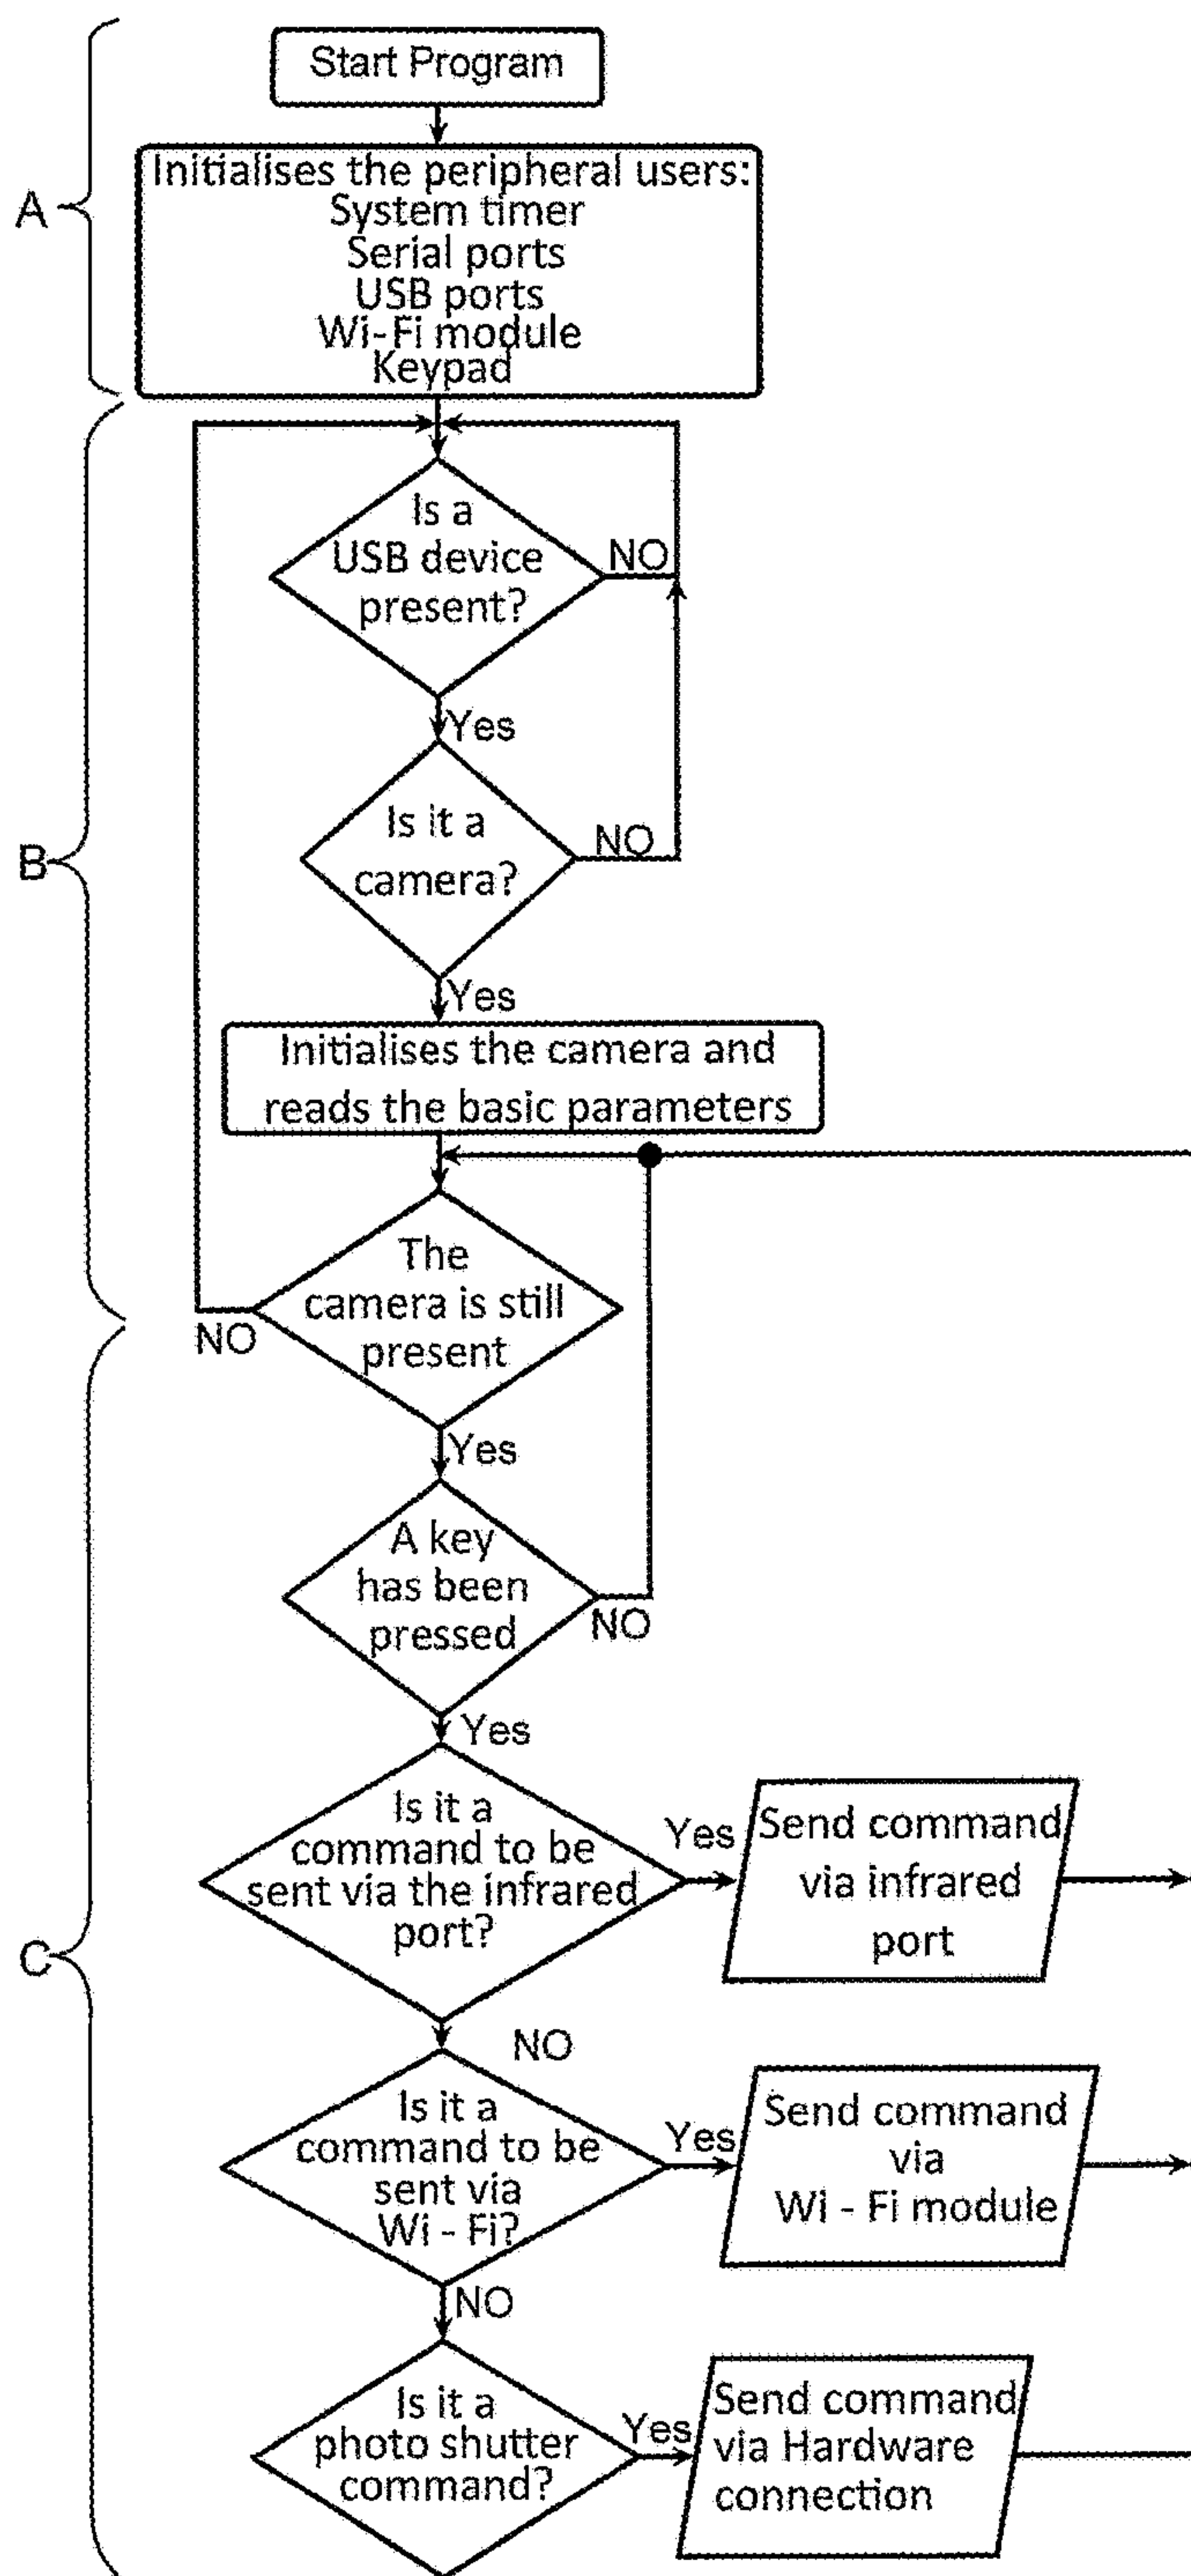 Start Program
A
Initialises the peripheral users:
System timer
Serial ports
USB ports
Wi-Fi module
Keypad
B
Is a
USB device
present?
NO
Yes
Is it a
camera?
NO
Yes
Initialises the camera and
reads the basic parameters
The
camera is still
present
NO
Yes
A key
has been
pressed
NO
Yes
C
Is it a
command to be
sent via the infrared
port?
Yes
Send command
via infrared
port
NO
Is it a
command to be
sent via
Wi - Fi?
Yes
Send command
via
Wi - Fi module
NO
Is it a
photo shutter
command?
Yes
Send command
via Hardware
connection